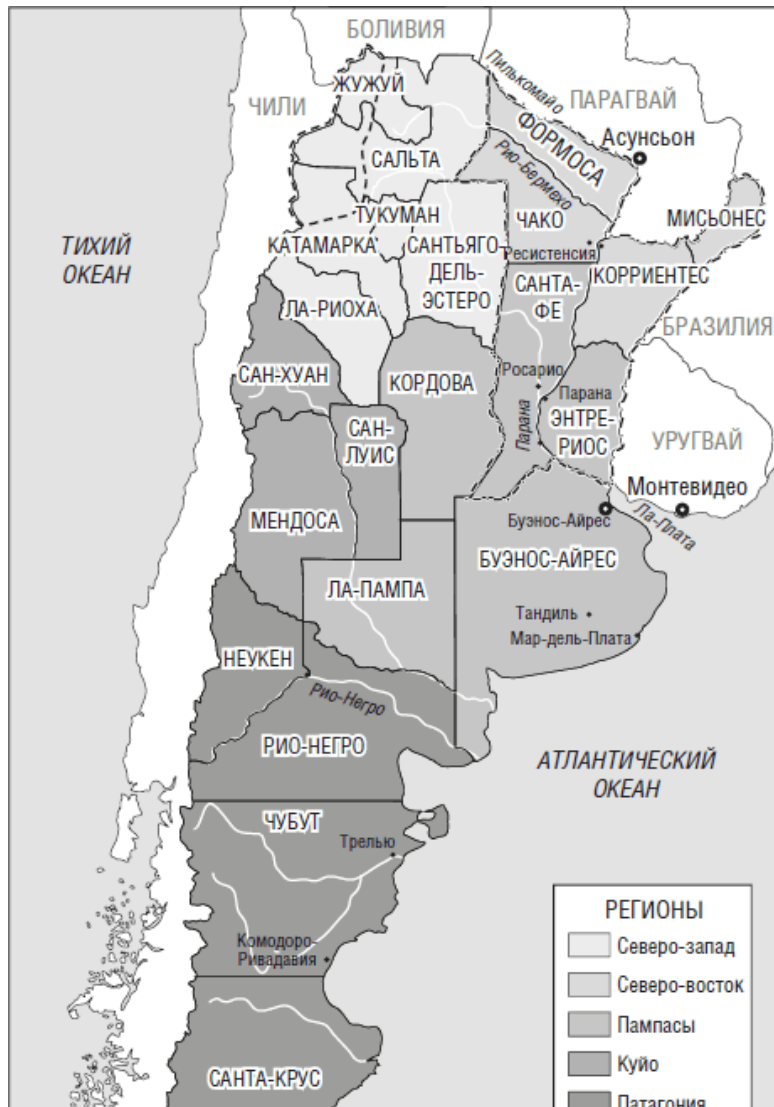 БОЛИВИЯ
ЖУЖУЙ
Пилькомайо
ПАРАГВАЙ
ЧИЛИ
ФОРМОСА
Асунсьон
САЛЬТА
Рио-Бермехо
ЧАКО
МИСЬОНЕС
ТИХИЙ
ОКЕАН
ТУКУМАН
КАТАМАРКА
САНТЬЯГО-
ДЕЛЬ-
ЭСТЕРО
Ресистенсия
КОРРИЕНТЕС
САНТА-
ФЕ
ЛА-РИОХА
БРАЗИЛИЯ
САН-ХУАН
КОРДОВА
Росарио
Парана
Парана
ЭНТРЕ-
РИОС
САН-
ЛУИС
УРУГВАЙ
Монтевидео
МЕНДОСА
Буэнос-Айрес
Ла-Плата
БУЭНОС-АЙРЕС
ЛА-ПАМПА
Тандиль
Мар-дель-Плата
НЕУКЕН
Рио-Негро
РИО-НЕГРО
АТЛАНТИЧЕСКИЙ
ОКЕАН
ЧУБУТ
Трелью
Комодоро-
Ривадавия
САНТА-КРУС
РЕГИОНЫ
Северо-запад
Северо-восток
Пампасы
Куйо
Патагония